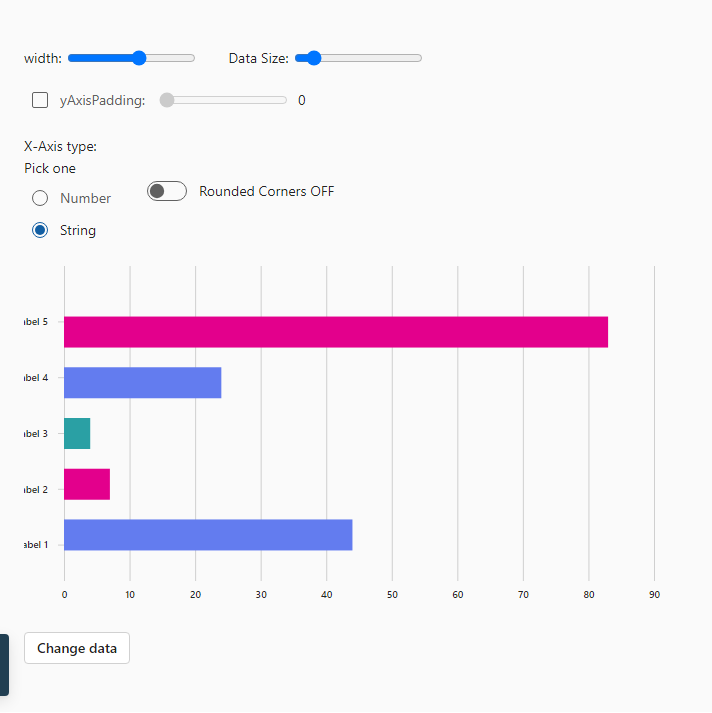 width: Data Size:
yAxisPadding: 0
X-Axis type:
Pick one
Number
Rounded Corners OFF
String
abel 5
abel 4
abel 3
abel 2
abel 1
0 10 20 30 40 50 60 70 80 90
Change data